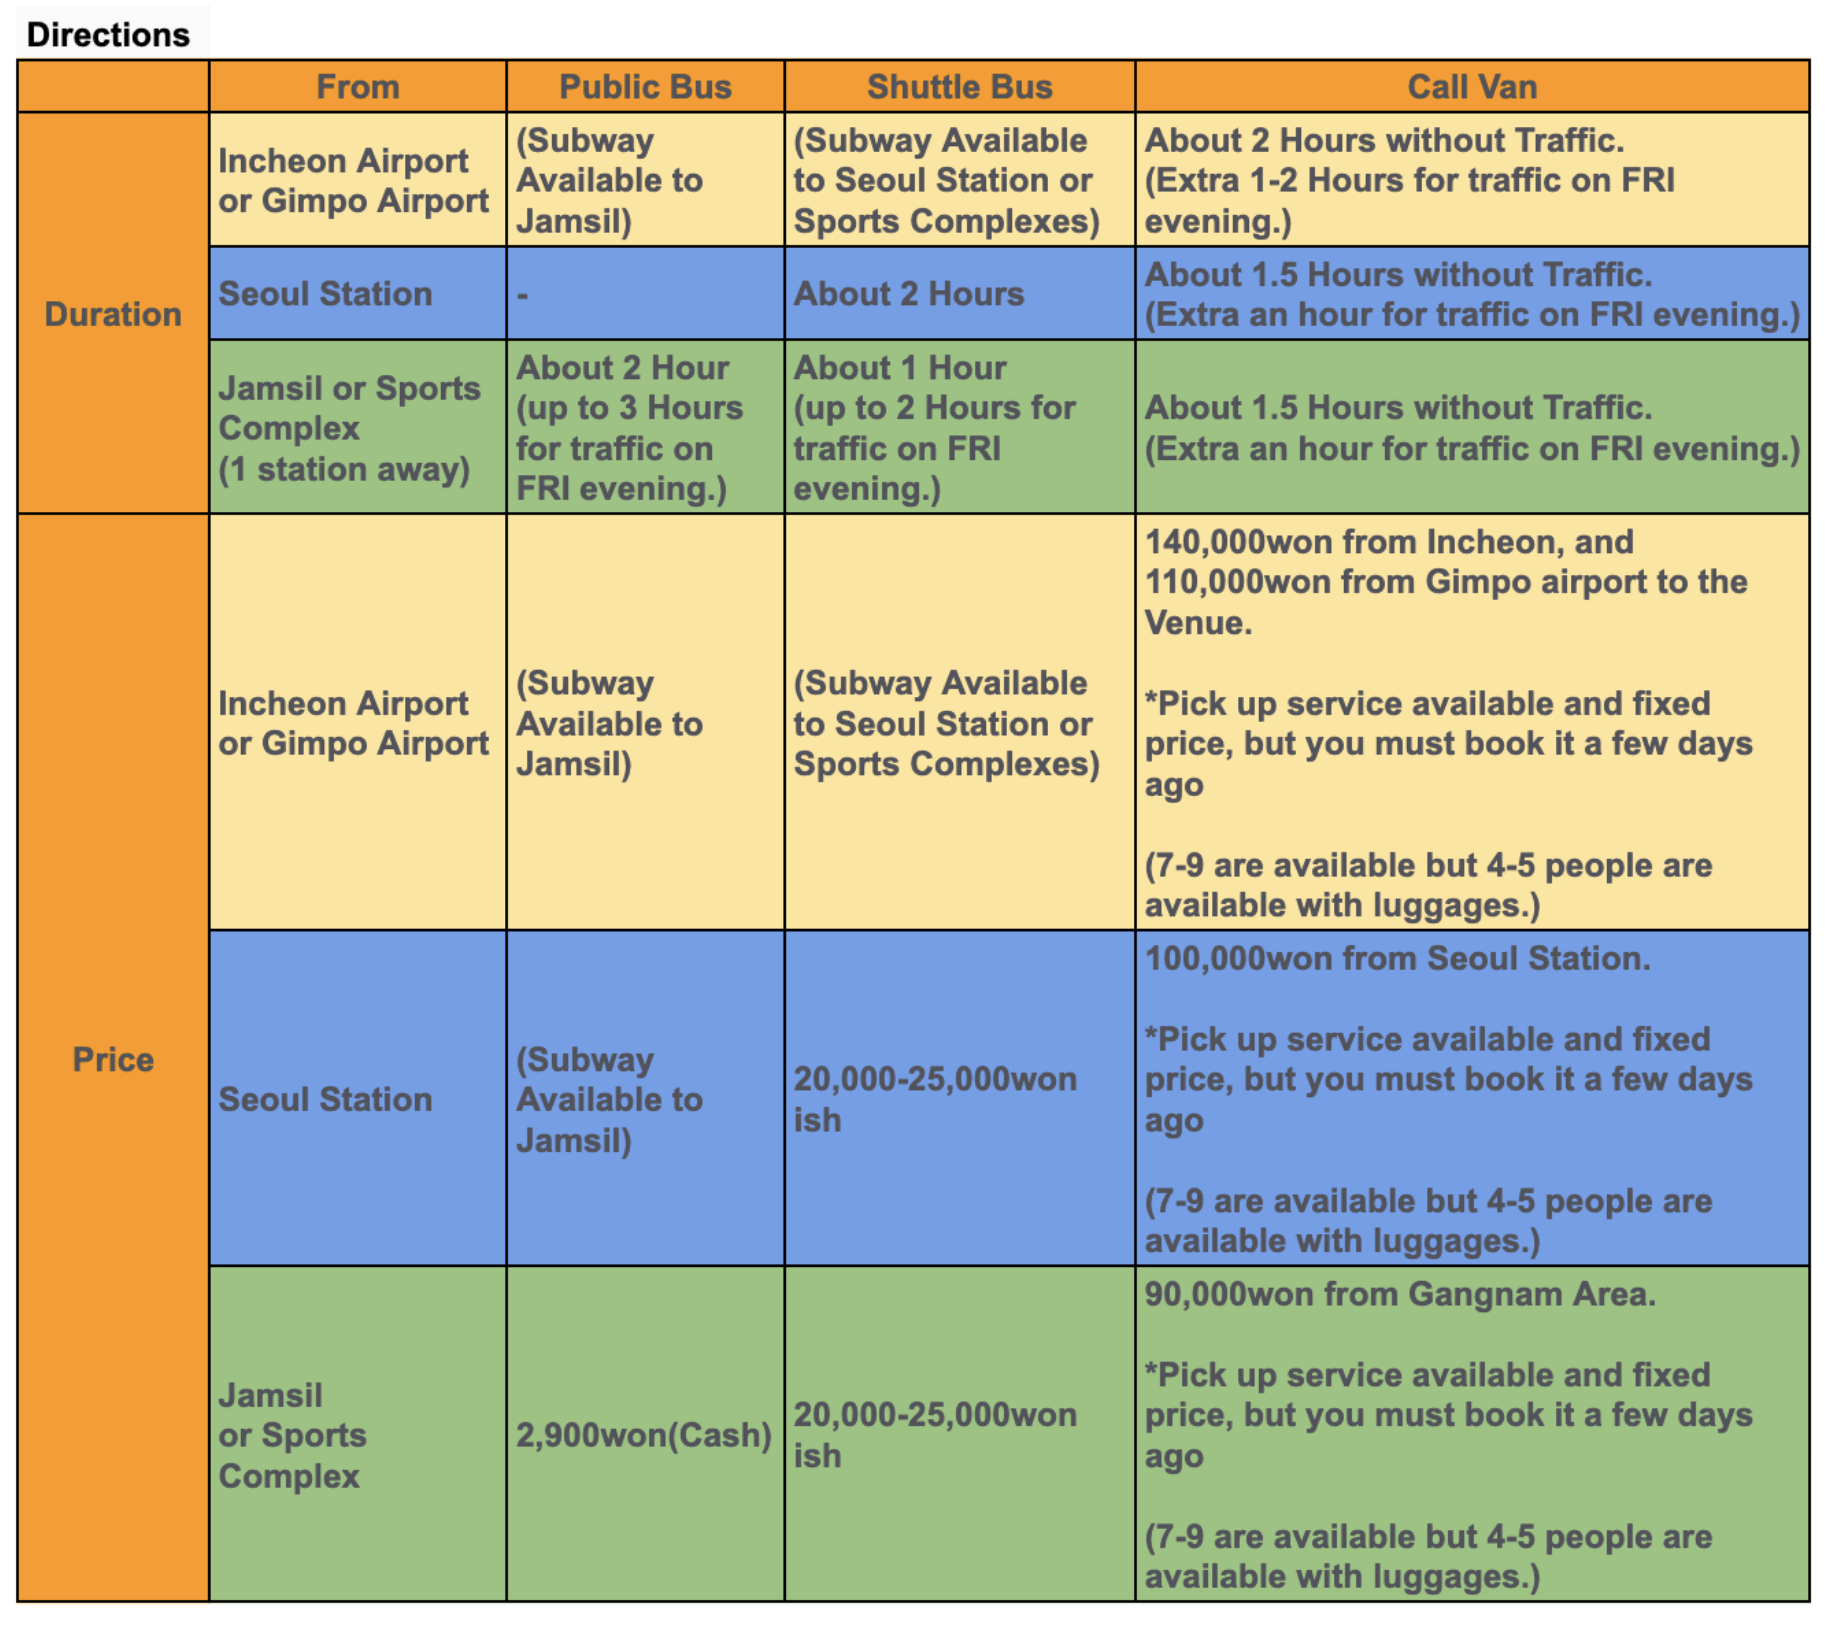 Directions
From
Public Bus
Shuttle Bus
Call Van
Duration
Incheon Airport
or Gimpo Airport
(Subway
Available to
Jamsil)
(Subway Available
to Seoul Station or
Sports Complexes)
About 2 Hours without Traffic.
(Extra 1-2 Hours for traffic on FRI
evening.)
Seoul Station
-
About 2 Hours
About 1.5 Hours without Traffic.
(Extra an hour for traffic on FRI evening.)
Jamsil or Sports
Complex
(1 station away)
About 2 Hour
(up to 3 Hours
for traffic on
FRI evening.)
About 1 Hour
(up to 2 Hours for
traffic on FRI
evening.)
About 1.5 Hours without Traffic.
(Extra an hour for traffic on FRI evening.)
Price
Incheon Airport
or Gimpo Airport
(Subway
Available to
Jamsil)
(Subway Available
to Seoul Station or
Sports Complexes)
140,000won from Incheon, and
110,000won from Gimpo airport to the
Venue.
*Pick up service available and fixed
price, but you must book it a few days
ago
(7-9 are available but 4-5 people are
available with luggages.)
Seoul Station
(Subway
Available to
Jamsil)
20,000-25,000won
ish
100,000won from Seoul Station.
*Pick up service available and fixed
price, but you must book it a few days
ago
(7-9 are available but 4-5 people are
available with luggages.)
Jamsil
or Sports
Complex
2,900won(Cash)
20,000-25,000won
ish
90,000won from Gangnam Area.
*Pick up service available and fixed
price, but you must book it a few days
ago
(7-9 are available but 4-5 people are
available with luggages.)